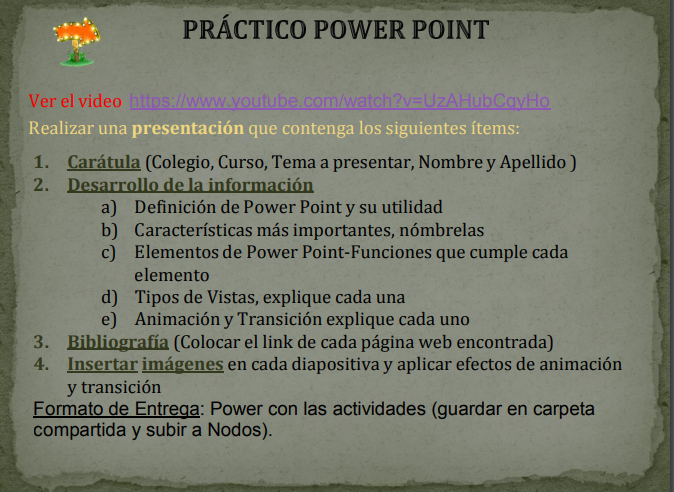 PRÁCTICO POWER POINT
Ver el video https://www.youtube.com/watch?v=UzAHubCqyHo
Realizar una presentación que contenga los siguientes ítems:
1. Carátula (Colegio, Curso, Tema a presentar, Nombre y Apellido )
2. Desarrollo de la información
a) Definición de Power Point y su utilidad
b) Características más importantes, nómbrelas
c) Elementos de Power Point-Funciones que cumple cada
elemento
d) Tipos de Vistas, explique cada una
e) Animación y Transición explique cada uno
3. Bibliografía (Colocar el link de cada página web encontrada)
4. Insertar imágenes en cada diapositiva y aplicar efectos de animación
y transición
Formato de Entrega: Power con las actividades (guardar en carpeta
compartida y subir a Nodos).